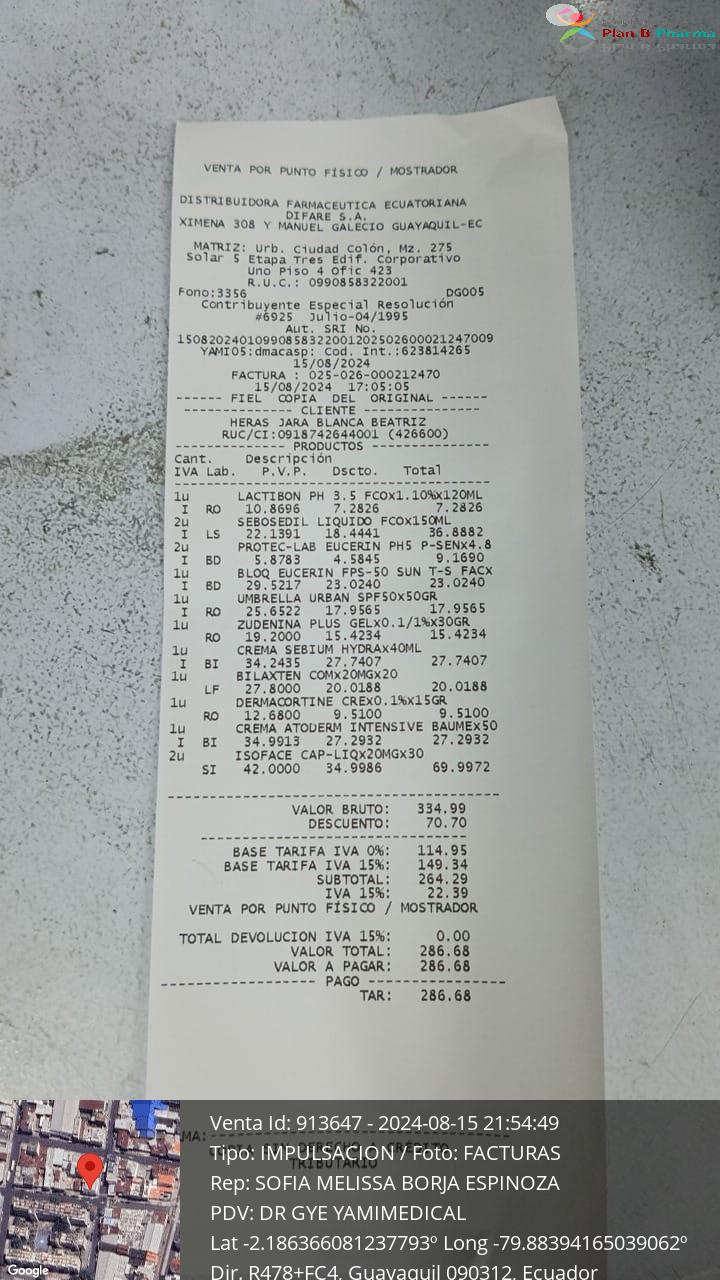 Plan B Pharma
VENTA POR PUNTO FÍSICO / MOSTRADOR
DISTRIBUIDORA FARMACEUTICA ECUATORIANA
DIFARE S.A.
XIMENA 308 Y MANUEL GALECIO GUAYAQUIL-EC
MATRIZ: Urb. Ciudad Colón, Mz. 275
Solar 5 Etapa Tres Edif. Corporativo
Uno Piso 4 Ofic 423
R.U.C.: 0990858322001
Fono:3356 DG005
Contribuyente Especial Resolución
#6925 Julio-04/1995
Aut. SRI No.
1508202401099085832200120250260002124​7009
YAMI05:dmacasp: Cod. Int.:623814265
15/08/2024
FACTURA : 025-026-000212470
15/08/2024 17:05:05
------ FIEL COPIA DEL ORIGINAL ------
--------------- CLIENTE ---------------
HERAS JARA BLANCA BEATRIZ
RUC/CI:0918742644001 (426600)
-------------- PRODUCTOS ---------------
Cant. Descripción
IVA Lab. P.V.P. Dscto. Total
1u LACTIBON PH 3.5 FCOx1.10%x120ML
I RO 10.8696 7.2826 7.2826
2u SEBOSEDIL LIQUIDO FCOx150ML
I LS 22.1391 18.4441 36.8882
2u PROTEC-LAB EUCERIN PH5 P-SENx4.8
I BD 5.8783 4.5845 9.1690
1u BLOQ EUCERIN FPS-50 SUN T-S FACX
I BD 29.5217 23.0240 23.0240
1u UMBRELLA URBAN SPF50x50GR
I RO 25.6522 17.9565 17.9565
1u ZUDENINA PLUS GELx0.1/1%x30GR
RO 19.2000 15.4234 15.4234
1u CREMA SEBIUM HYDRAx40ML
I BI 34.2435 27.7407 27.7407
1u BILAXTEN COMx20MGx20
LF 27.8000 20.0188 20.0188
1u DERMACORTINE CREx0.1%x15GR
RO 12.6800 9.5100 9.5100
1u CREMA ATODERM INTENSIVE BAUMEx50
I BI 34.9913 27.2932 27.2932
2u ISOFACE CAP-LIQx20MGx30
SI 42.0000 34.9986 69.9972
VALOR BRUTO: 334.99
DESCUENTO: 70.70
BASE TARIFA IVA 0%: 114.95
BASE TARIFA IVA 15%: 149.34
SUBTOTAL: 264.29
IVA 15%: 22.39
VENTA POR PUNTO FÍSICO / MOSTRADOR
TOTAL DEVOLUCION IVA 15%: 0.00
VALOR TOTAL: 286.68
VALOR A PAGAR: 286.68
------------------ PAGO ------------------
TAR: 286.68
MA:
Venta Id: 913647 - 2024-08-15 21:54:49
Tipo: IMPULSACION / Foto: FACTURAS
TRIBUTARIO
Rep: SOFIA MELISSA BORJA ESPINOZA
PDV: DR GYE YAMIMEDICAL
Lat -2.186366081237793º Long -79.88394165039062º
Dir. R478+FC4, Guayaquil 090312, Ecuador
Google